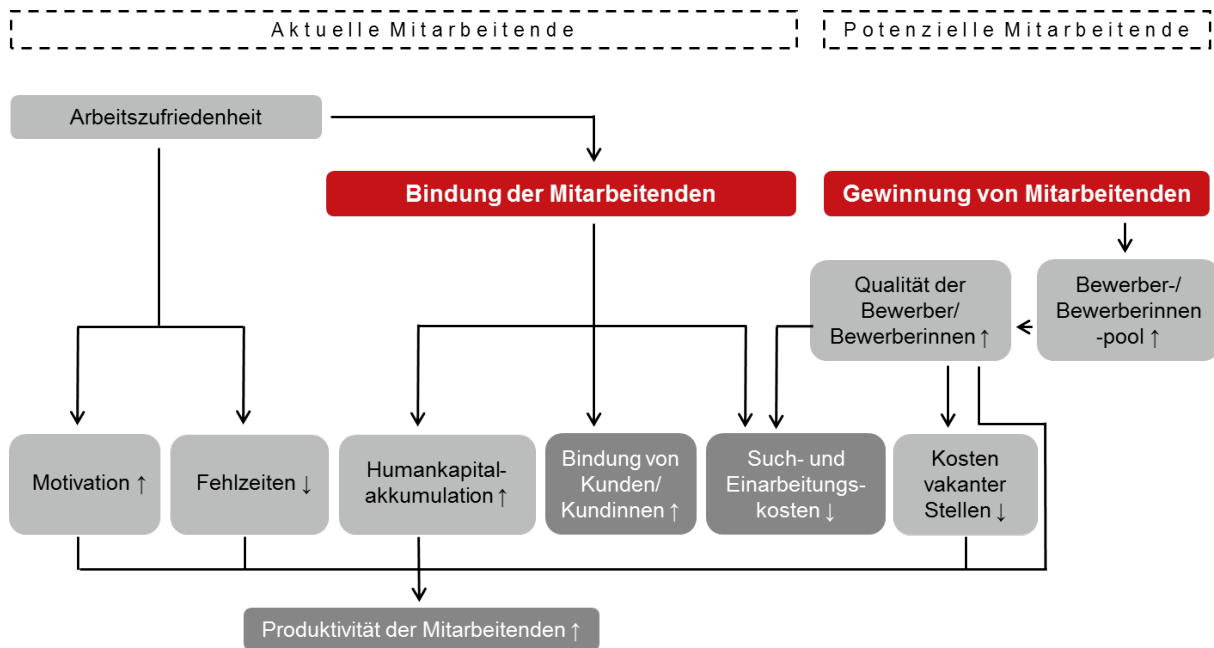 Aktuelle Mitarbeitende
Potenzielle Mitarbeitende
Arbeitszufriedenheit
Bindung der Mitarbeitenden
Gewinnung von Mitarbeitenden
Qualität der
Bewerber/
Bewerberinnen ↑
Bewerber-/
Bewerberinnen
-pool ↑
Motivation ↑
Fehlzeiten ↓
Humankapital-
akkumulation ↑
Bindung von
Kunden/
Kundinnen ↑
Such- und
Einarbeitungs-
kosten ↓
Kosten
vakanter
Stellen ↓
Produktivität der Mitarbeitenden ↑